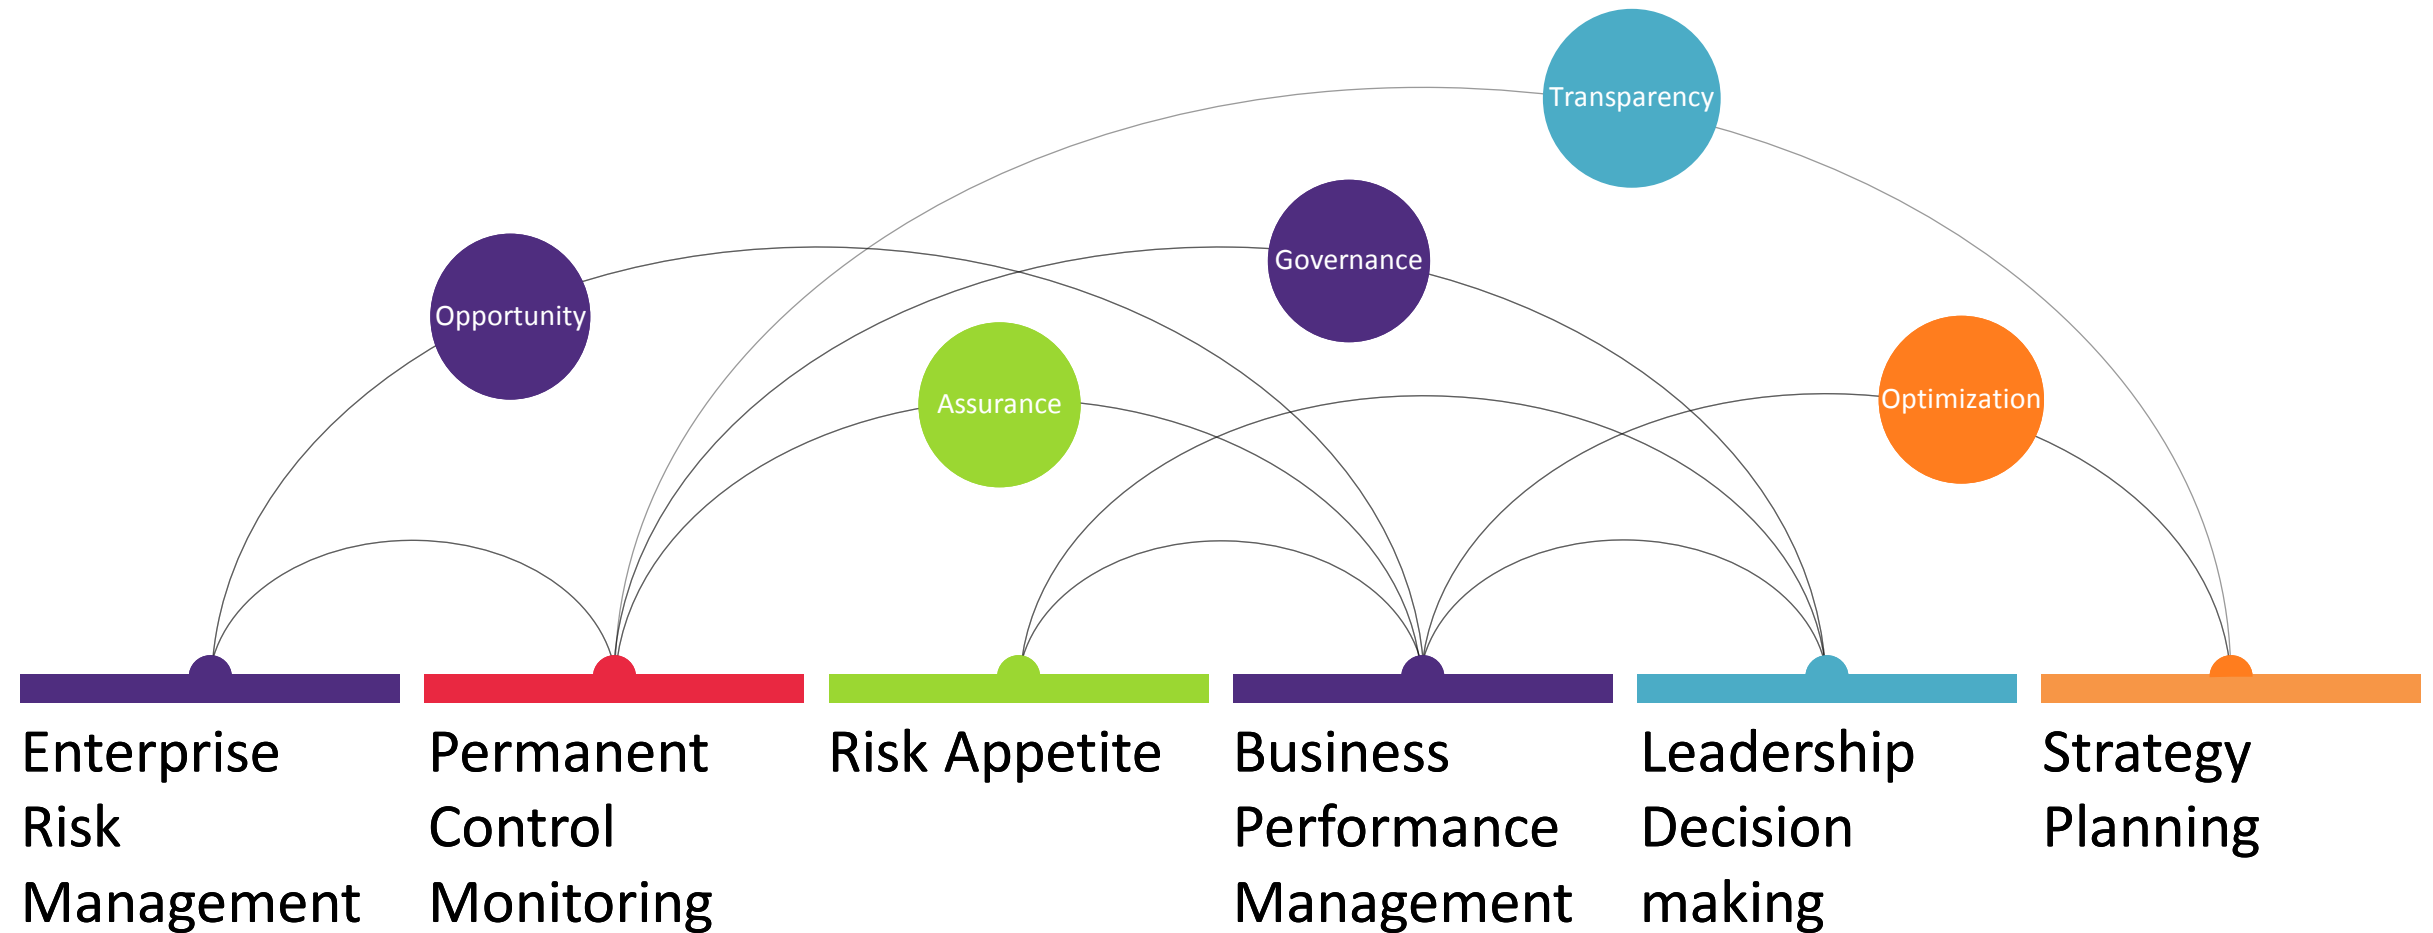 Transparency
Governance
Opportunity
Optimization
Assurance
Enterprise
Risk
Management
Permanent
Control
Monitoring
Risk Appetite
Business
Performance
Management
Leadership
Decision
making
Strategy
Planning